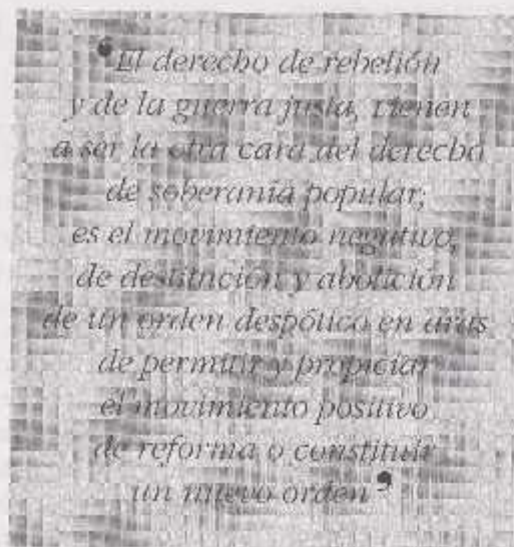 ‘El derecho de rebelión
y de la guerra justa, vienen
a ser la otra cara del derecho
de soberanía popular;
es el movimiento negativo,
de destitución y abolición
de un orden despótico en aras
de permitir y propiciar
el movimiento positivo
de reforma o constituir
un nuevo orden’